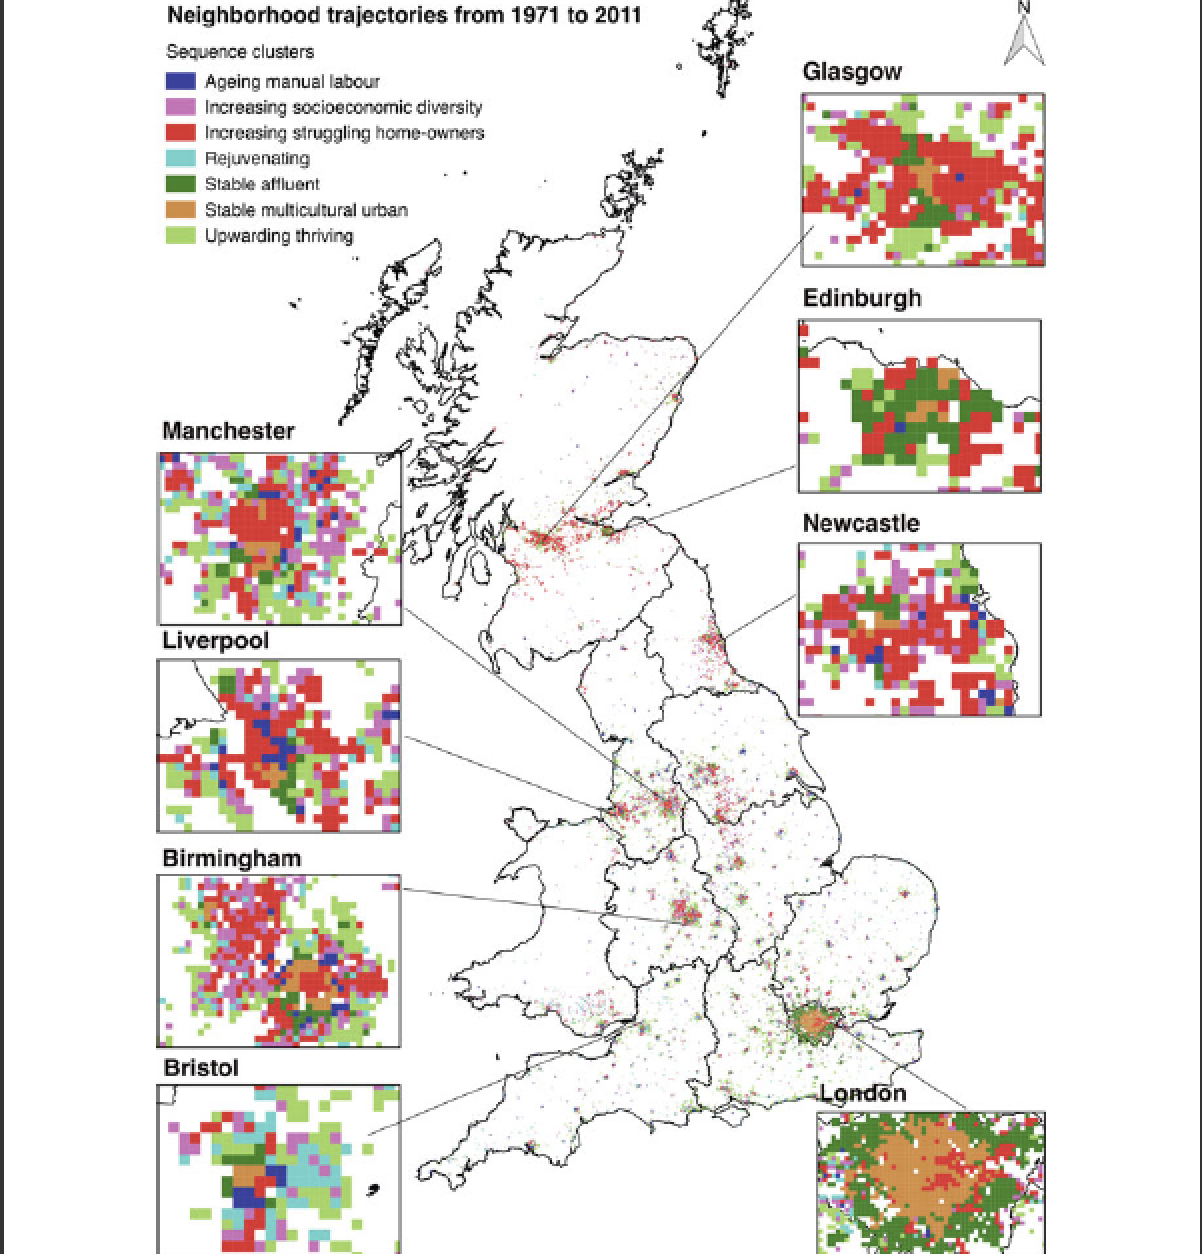 Neighborhood trajectories from 1971 to 2011
Sequence clusters
Ageing manual labour
Increasing socioeconomic diversity
Increasing struggling home-owners
Rejuvenating
Stable affluent
Stable multicultural urban
Upwarding thriving
N
Glasgow
Edinburgh
Manchester
Newcastle
Liverpool
Birmingham
Bristol
London